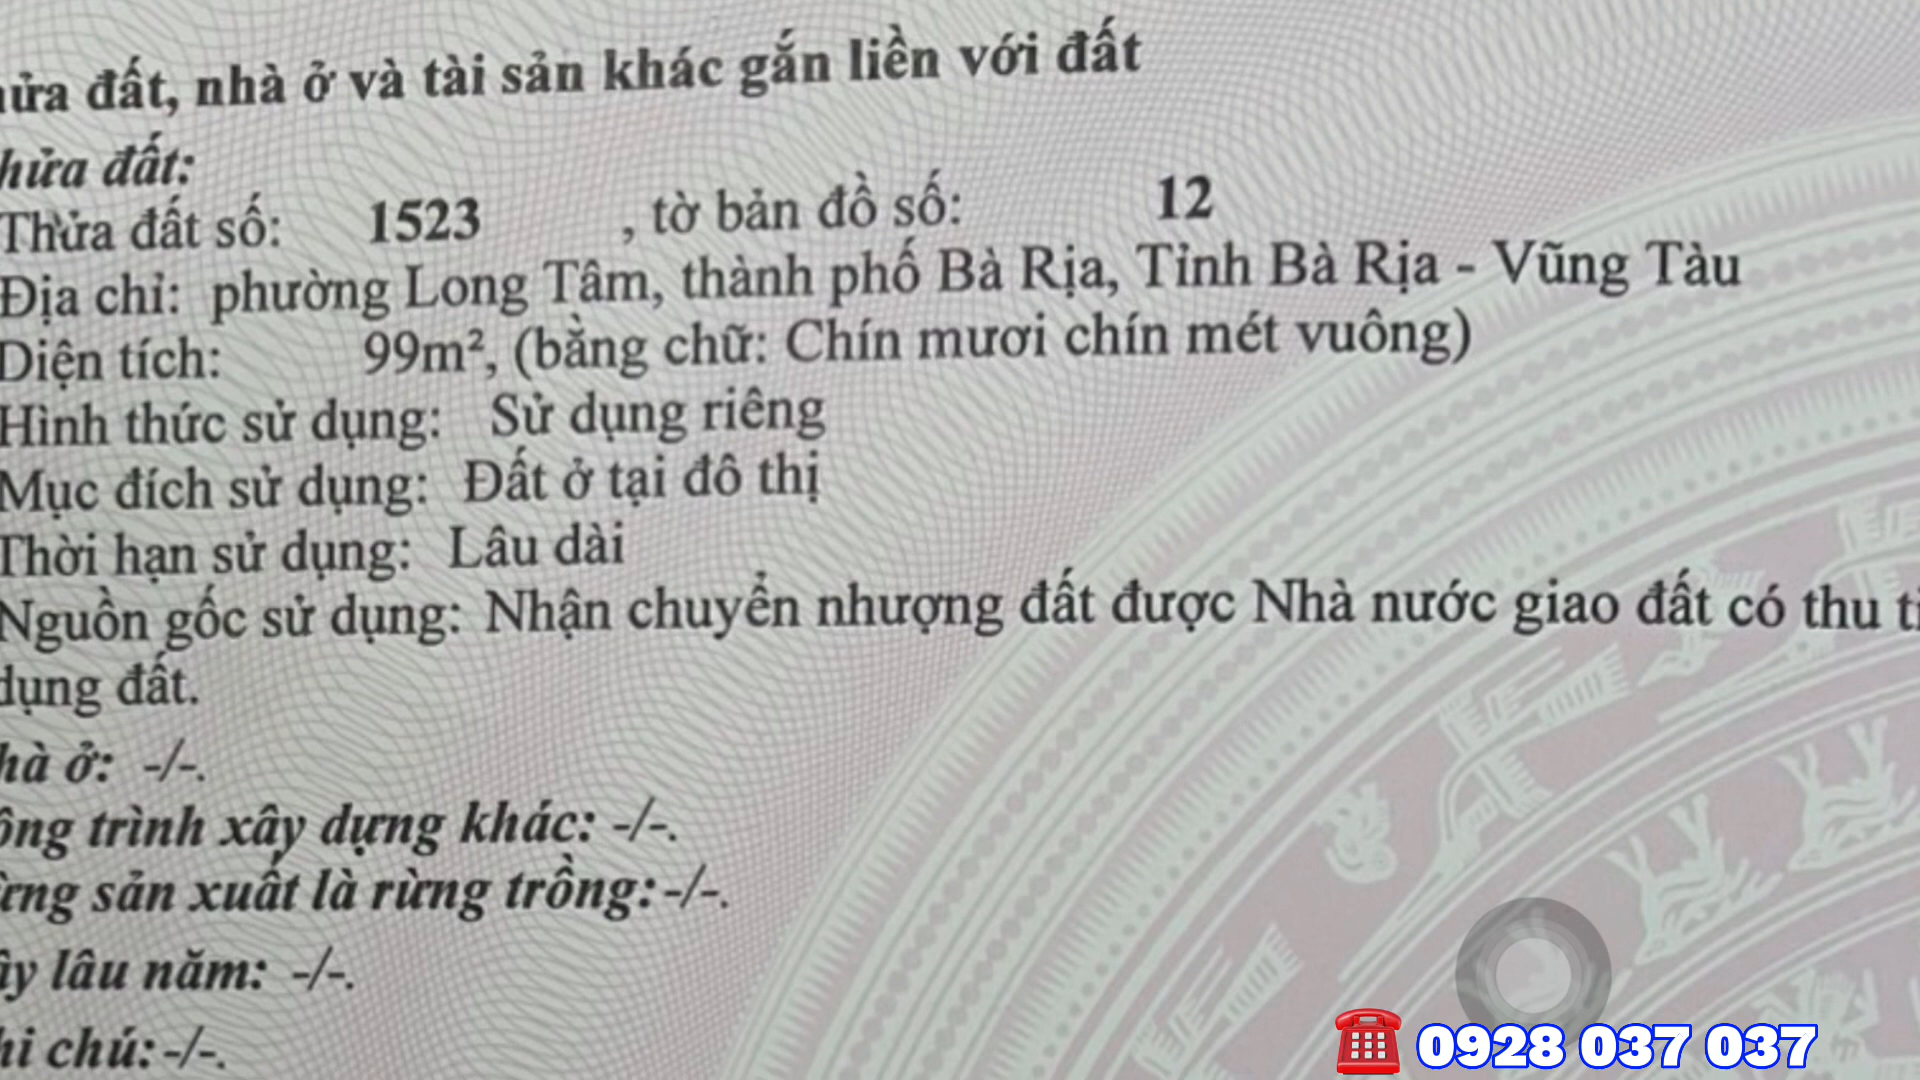 ửa đất, nhà ở và tài sản khác gắn liền với đất
hửa đất:
Thửa đất số: 1523 , tờ bản đồ số: 12
Địa chỉ: phường Long Tâm, thành phố Bà Rịa, Tỉnh Bà Rịa - Vũng Tàu
Diện tích: 99m², (bằng chữ: Chín mươi chín mét vuông)
Hình thức sử dụng: Sử dụng riêng
Mục đích sử dụng: Đất ở tại đô thị
Thời hạn sử dụng: Lâu dài
Nguồn gốc sử dụng: Nhận chuyển nhượng đất được Nhà nước giao đất có thu ti
dụng đất.
hà ở: -/-.
ông trình xây dựng khác: -/-.
ừng sản xuất là rừng trồng: -/-.
ây lâu năm: -/-.
hi chú: -/-.
0928 037 037